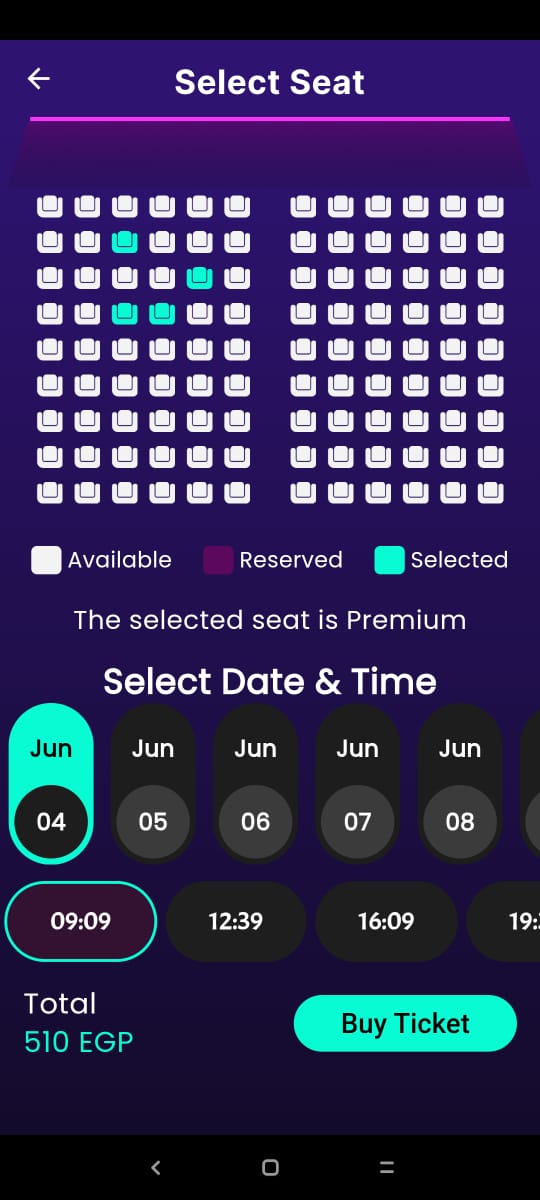 Select Seat
Available Reserved Selected
The selected seat is Premium
Select Date & Time
Jun Jun Jun Jun Jun
04 05 06 07 08
09:09 12:39 16:09 19:
Total
510 EGP
Buy Ticket